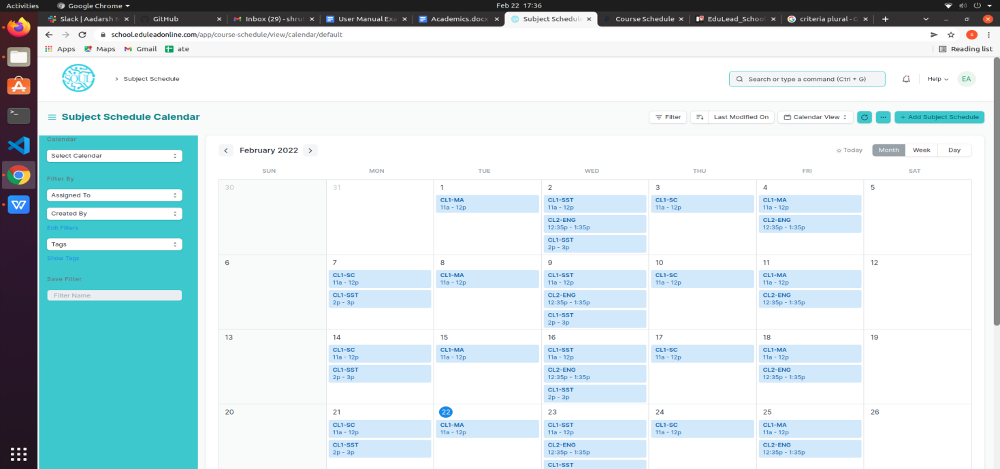 Activities Google Chrome Feb 22 17:36
Slack | Aadarsh GitHub Inbox (29) - shrut User Manual Exa Academics.docx Subject Schedule Course Schedule EduLead_School criteria plural - G
school.eduleadonline.com/app/course-schedule/view/calendar/default S
Apps Maps Gmail ate Reading list
SOUL > Subject Schedule Search or type a command (Ctrl + G) Help EA
Subject Schedule Calendar Filter Last Modified On Calendar View ... + Add Subject Schedule
Calendar
Select Calendar
Filter By
Assigned To
Created By
Edit Filters
Tags
Show Tags
Save Filter
Filter Name
< February 2022 > Today Month Week Day
SUN MON TUE WED THU FRI SAT
30 31 1 2 3 4 5
CL1-MA CL1-SST CL1-SC CL1-MA
11a - 12p 11a - 12p 11a - 12p 11a - 12p
CL2-ENG CL2-ENG
12:35p - 1:35p 12:35p - 1:35p
CL1-SST
2p - 3p
6 7 8 9 10 11 12
CL1-SC CL1-MA CL1-SST CL1-SC CL1-MA
11a - 12p 11a - 12p 11a - 12p 11a - 12p 11a - 12p
CL1-SST CL2-ENG CL2-ENG
2p - 3p 12:35p - 1:35p 12:35p - 1:35p
CL1-SST
2p - 3p
13 14 15 16 17 18 19
CL1-SC CL1-MA CL1-SST CL1-SC CL1-MA
11a - 12p 11a - 12p 11a - 12p 11a - 12p 11a - 12p
CL1-SST CL2-ENG CL2-ENG
2p - 3p 12:35p - 1:35p 12:35p - 1:35p
CL1-SST
2p - 3p
20 21 22 23 24 25 26
CL1-SC CL1-MA CL1-SST CL1-SC CL1-MA
11a - 12p 11a - 12p 11a - 12p 11a - 12p 11a - 12p
CL1-SST CL2-ENG CL2-ENG
2p - 3p 12:35p - 1:35p 12:35p - 1:35p
CL1-SST